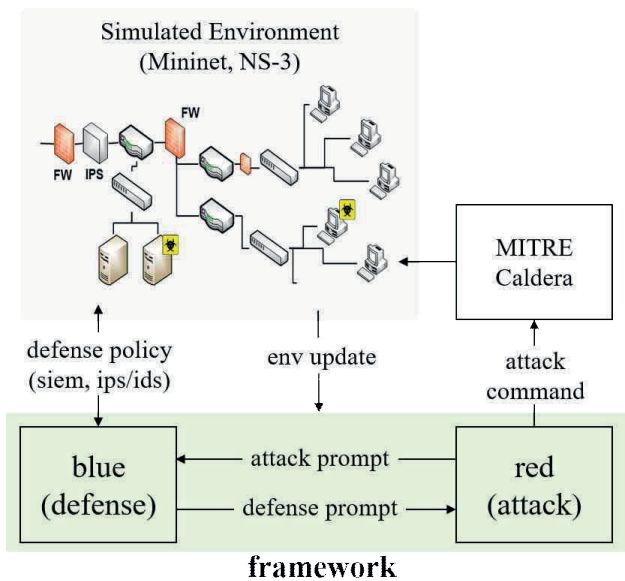 Simulated Environment
(Mininet, NS-3)
FW
FW
IPS
MITRE
Caldera
defense policy
(siem, ips/ids)
env update
attack
command
blue
(defense)
attack prompt
defense prompt
red
(attack)
framework